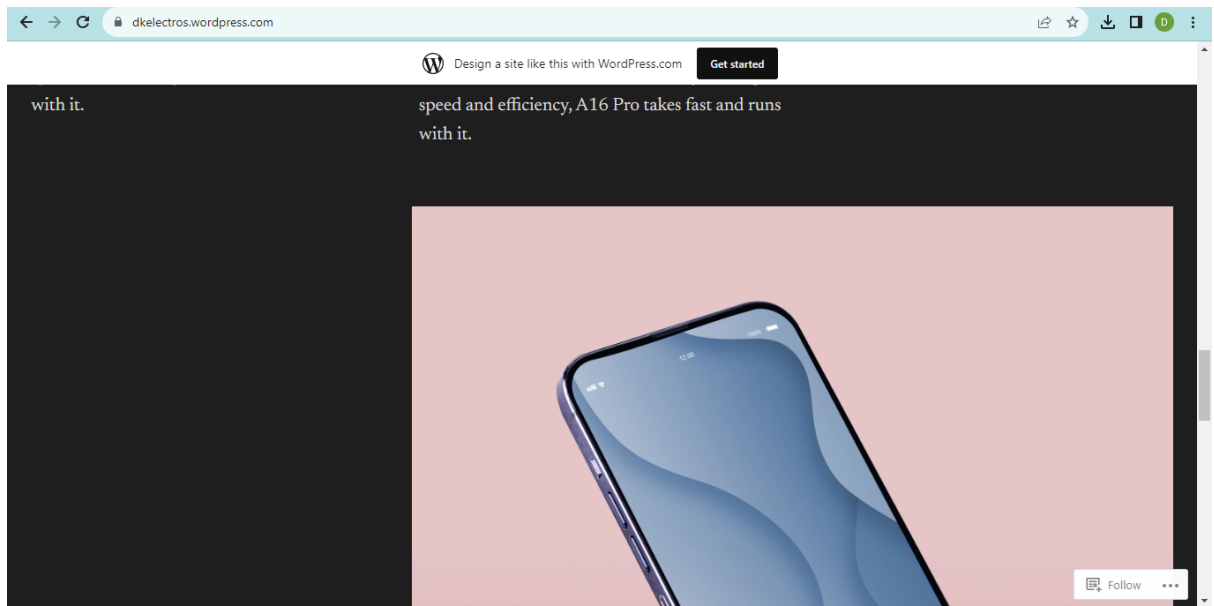 dkelectros.wordpress.com
D
Design a site like this with WordPress.com
Get started
with it.
speed and efficiency, A16 Pro takes fast and runs
with it.
100%
12:00
Follow